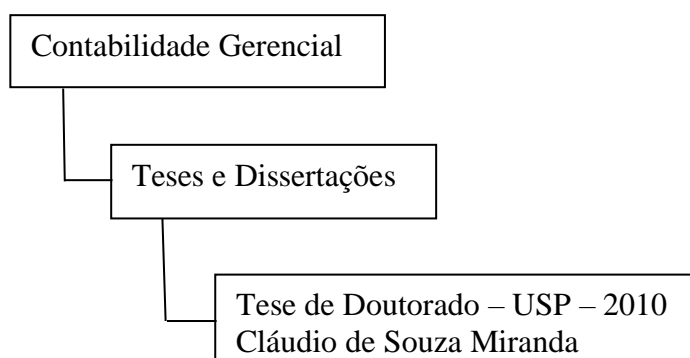 Contabilidade Gerencial
Teses e Dissertações
Tese de Doutorado – USP – 2010
Cláudio de Souza Miranda